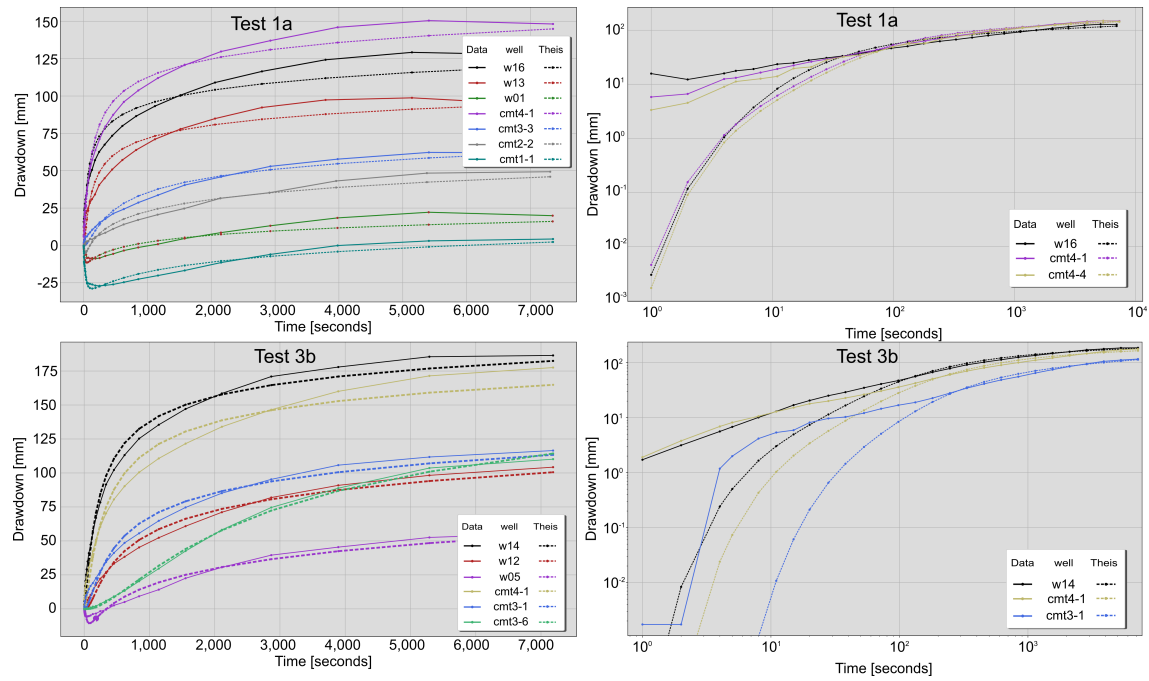 Test 1a
Drawdown [mm]
150
125
100
75
50
25
0
-25
0 1,000 2,000 3,000 4,000 5,000 6,000 7,000
Time [seconds]
Data well Theis
w16
w13
w01
cmt4-1
cmt3-3
cmt2-2
cmt1-1
Test 1a
Drawdown [mm]
10^2
10^1
10^0
10^-1
10^-2
10^-3
10^0 10^1 10^2 10^3 10^4
Time [seconds]
Data well Theis
w16
cmt4-1
cmt4-4
Test 3b
Drawdown [mm]
175
150
125
100
75
50
25
0
0 1,000 2,000 3,000 4,000 5,000 6,000 7,000
Time [seconds]
Data well Theis
w14
w12
w05
cmt4-1
cmt3-1
cmt3-6
Test 3b
Drawdown [mm]
10^2
10^1
10^0
10^-1
10^-2
10^0 10^1 10^2 10^3
Time [seconds]
Data well Theis
w14
cmt4-1
cmt3-1